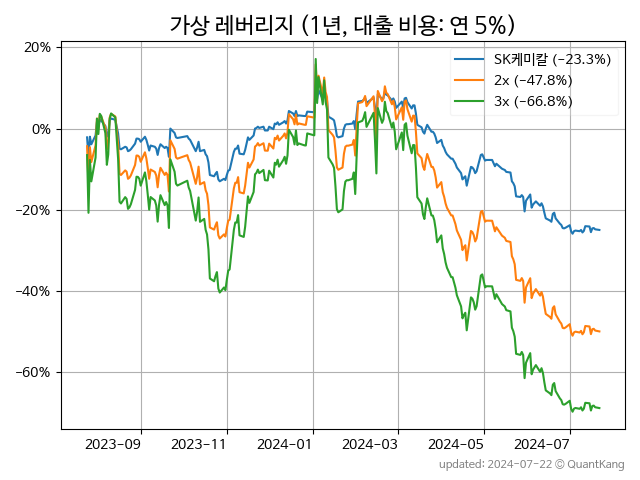 가상 레버리지 (1년, 대출 비용: 연 5%)
SK케미칼 (−23.3%)
2x (−47.8%)
3x (−66.8%)
20%
0%
−20%
−40%
−60%
2023-09
2023-11
2024-01
2024-03
2024-05
2024-07
updated: 2024-07-22 © QuantKang